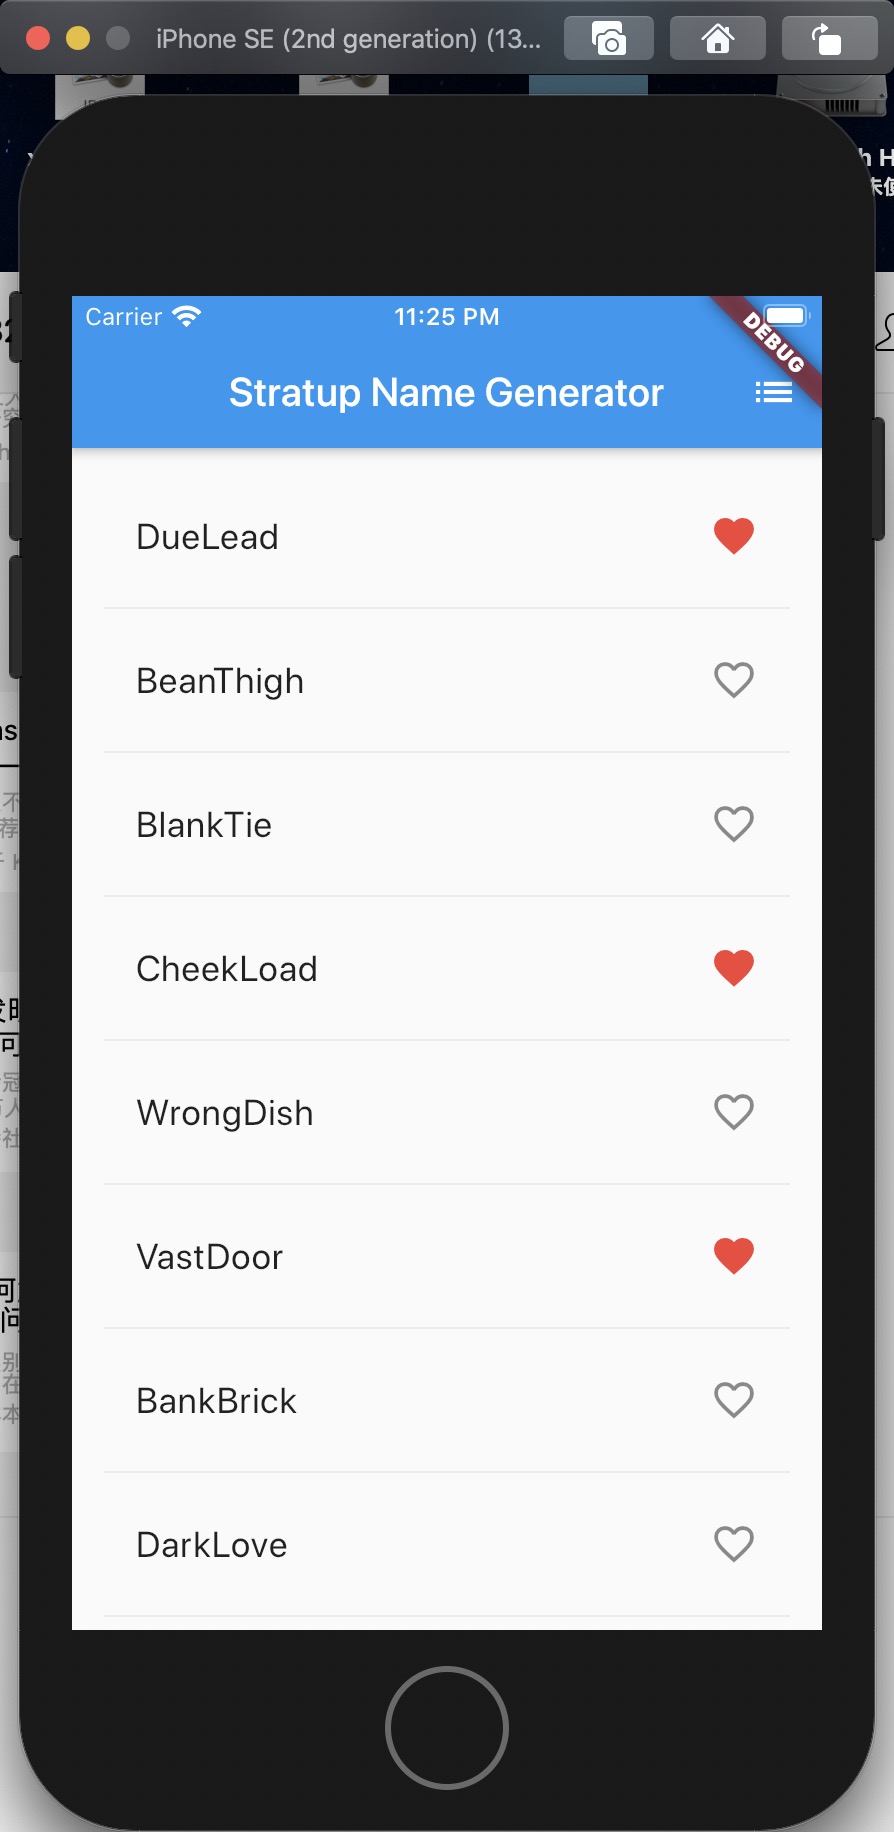 iPhone SE (2nd generation) (13...
Carrier
11:25 PM
DEBUG
Stratup Name Generator
DueLead
BeanThigh
BlankTie
CheekLoad
WrongDish
VastDoor
BankBrick
DarkLove